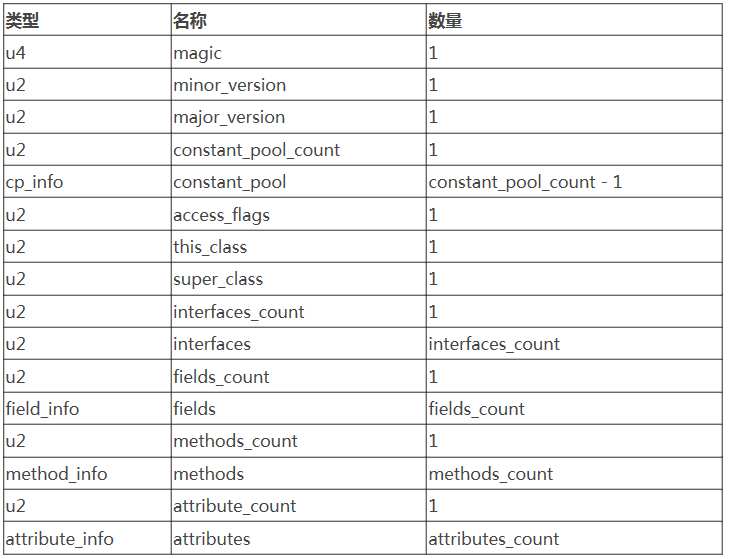 类型 名称 数量
u4 magic 1
u2 minor_version 1
u2 major_version 1
u2 constant_pool_count 1
cp_info constant_pool constant_pool_count - 1
u2 access_flags 1
u2 this_class 1
u2 super_class 1
u2 interfaces_count 1
u2 interfaces interfaces_count
u2 fields_count 1
field_info fields fields_count
u2 methods_count 1
method_info methods methods_count
u2 attribute_count 1
attribute_info attributes attributes_count